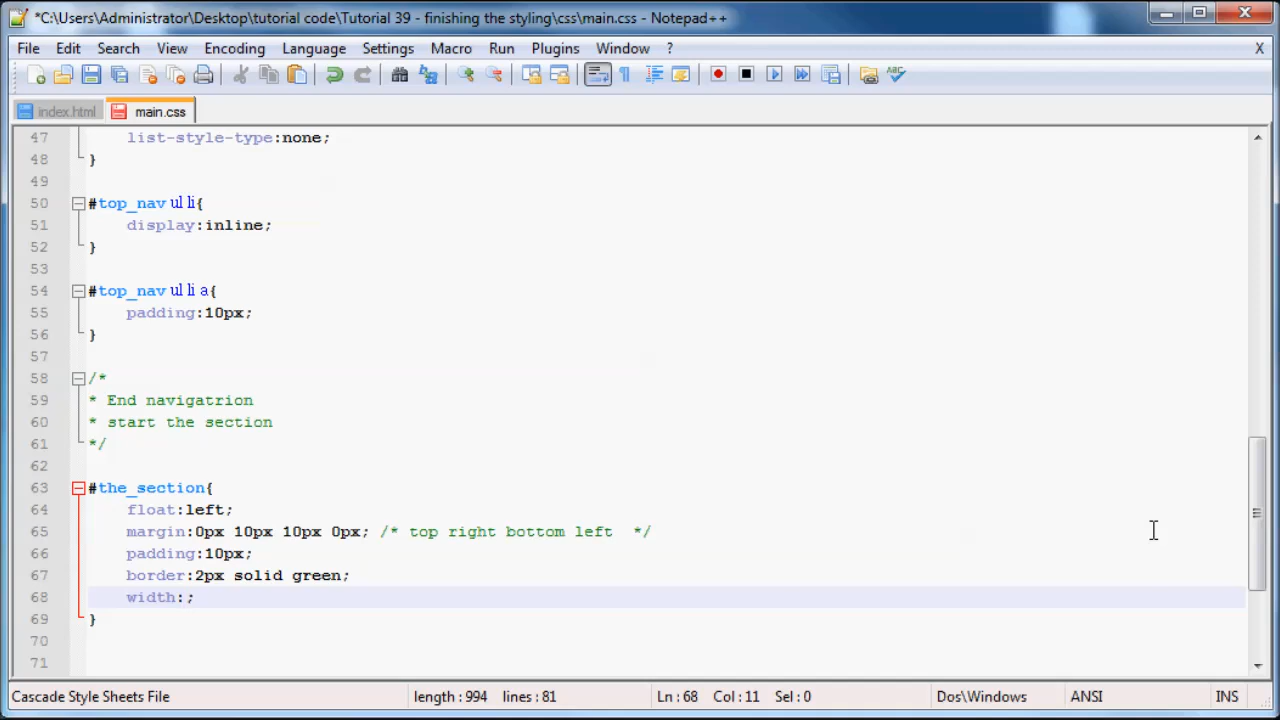 *C:\Users\Administrator\Desktop\tutorial code\Tutorial 39 - finishing the styling\css\main.css - Notepad++
File Edit Search View Encoding Language Settings Macro Run Plugins Window ? X
index.html main.css
47 list-style-type:none;
48 }
49
50 #top_nav ul li{
51 display:inline;
52 }
53
54 #top_nav ul li a{
55 padding:10px;
56 }
57
58 /*
59 * End navigatrion
60 * start the section
61 */
62
63 #the_section{
64 float:left;
65 margin:0px 10px 10px 0px; /* top right bottom left */
66 padding:10px;
67 border:2px solid green;
68 width:;
69 }
70
71
Cascade Style Sheets File length : 994 lines : 81 Ln : 68 Col : 11 Sel : 0 Dos\Windows ANSI INS